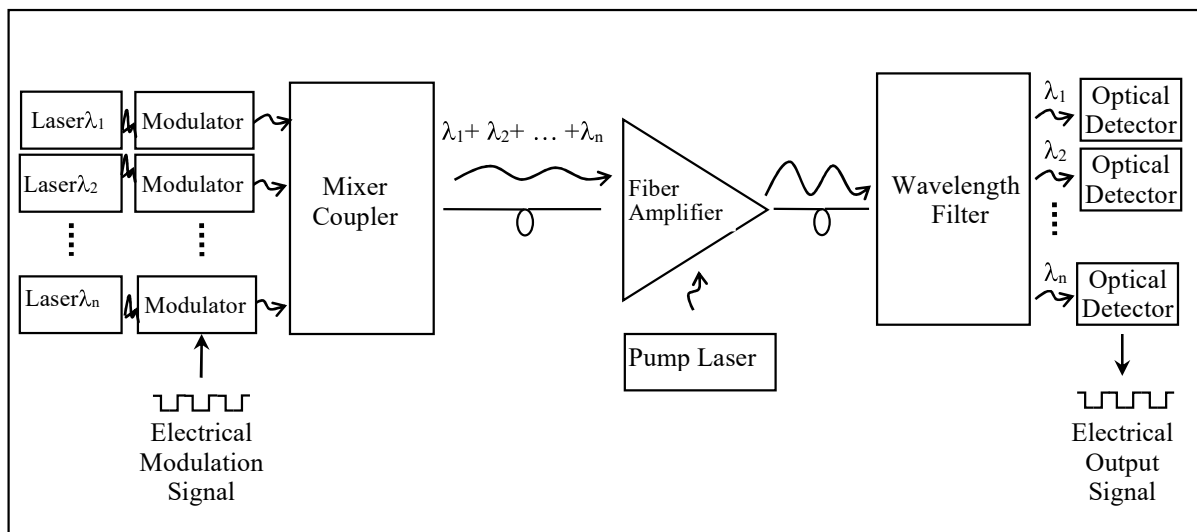 Laserλ₁
Modulator
Laserλ₂
Modulator
Laserλₙ
Modulator
Electrical
Modulation
Signal
Mixer
Coupler
λ₁+ λ₂+ … +λₙ
Fiber
Amplifier
Pump Laser
Wavelength
Filter
λ₁
Optical
Detector
λ₂
Optical
Detector
λₙ
Optical
Detector
Electrical
Output
Signal